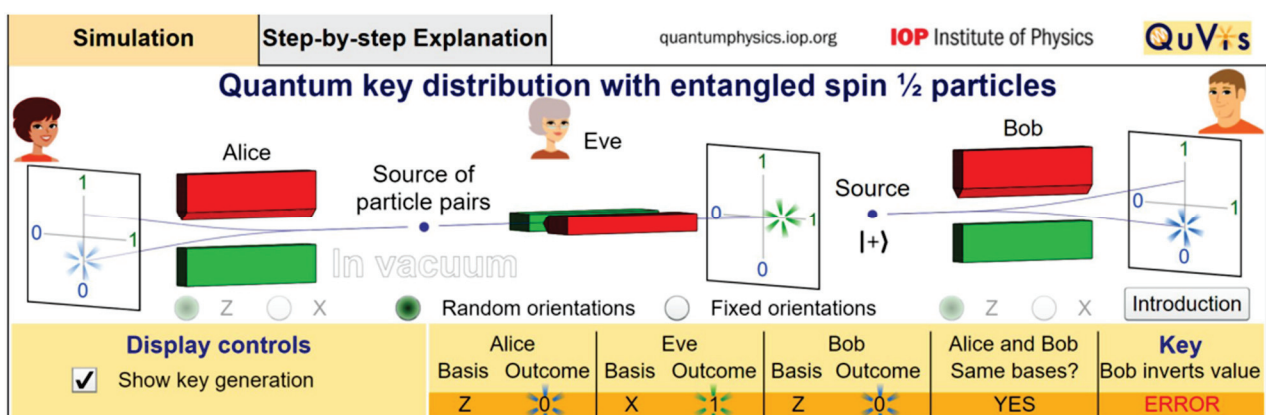 Simulation
Step-by-step Explanation
quantumphysics.iop.org
IOP Institute of Physics
QuVis
Quantum key distribution with entangled spin ½ particles
Alice
Source of
particle pairs
Eve
Source
|+⟩
Bob
1
0
1
0
1
0
1
0
1
0
1
0
In vacuum
Z
X
Random orientations
Fixed orientations
Z
X
Introduction
Display controls
Show key generation
Alice
Eve
Bob
Alice and Bob
Key
Basis Outcome
Basis Outcome
Basis Outcome
Same bases?
Bob inverts value
Z 0 X 1 Z 0 YES ERROR